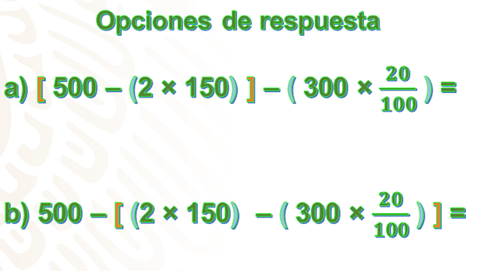 Opciones de respuesta
a) [ 500 – (2 × 150) ] – ( 300 × 20/100 ) =
b) 500 – [ (2 × 150) – ( 300 × 20/100 ) ] =